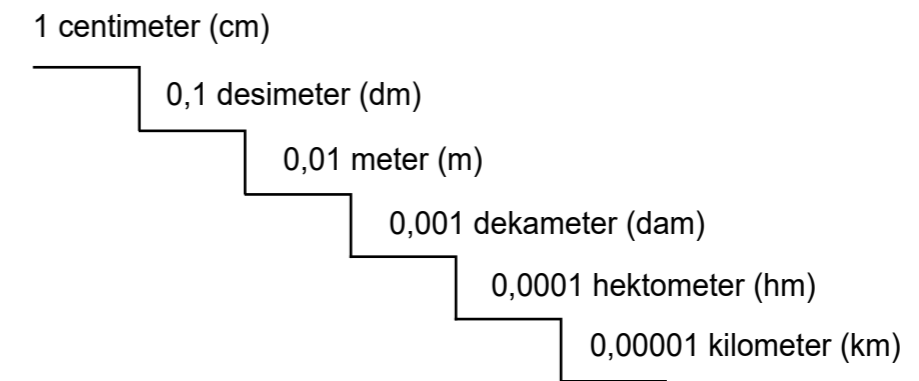 1 centimeter (cm)
0,1 desimeter (dm)
0,01 meter (m)
0,001 dekameter (dam)
0,0001 hektometer (hm)
0,00001 kilometer (km)